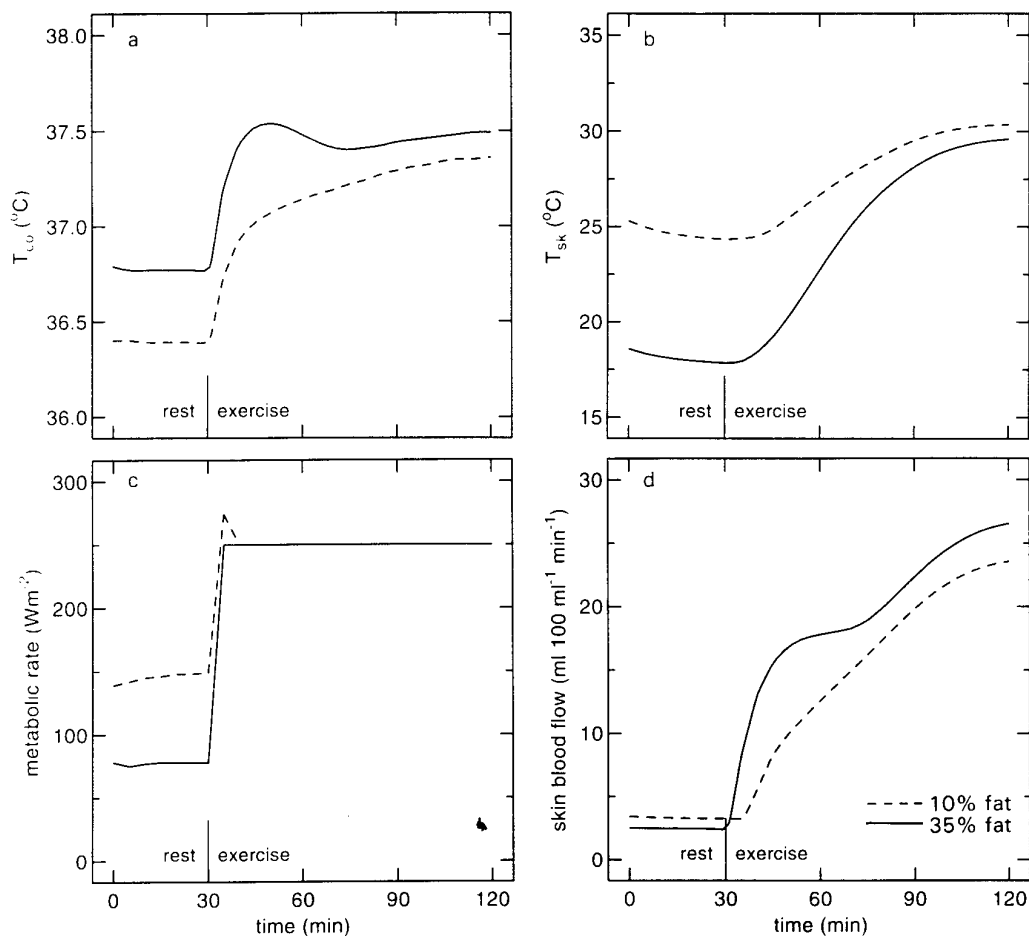 a
38.0
37.5
37.0
36.5
36.0
T_co (°C)
rest
exercise
b
35
30
25
20
15
T_sk (°C)
rest
exercise
c
300
200
100
0
metabolic rate (Wm⁻²)
rest
exercise
0
30
60
90
120
time (min)
d
30
20
10
0
skin blood flow (ml 100 ml⁻¹ min⁻¹)
10% fat
35% fat
rest
exercise
0
30
60
90
120
time (min)